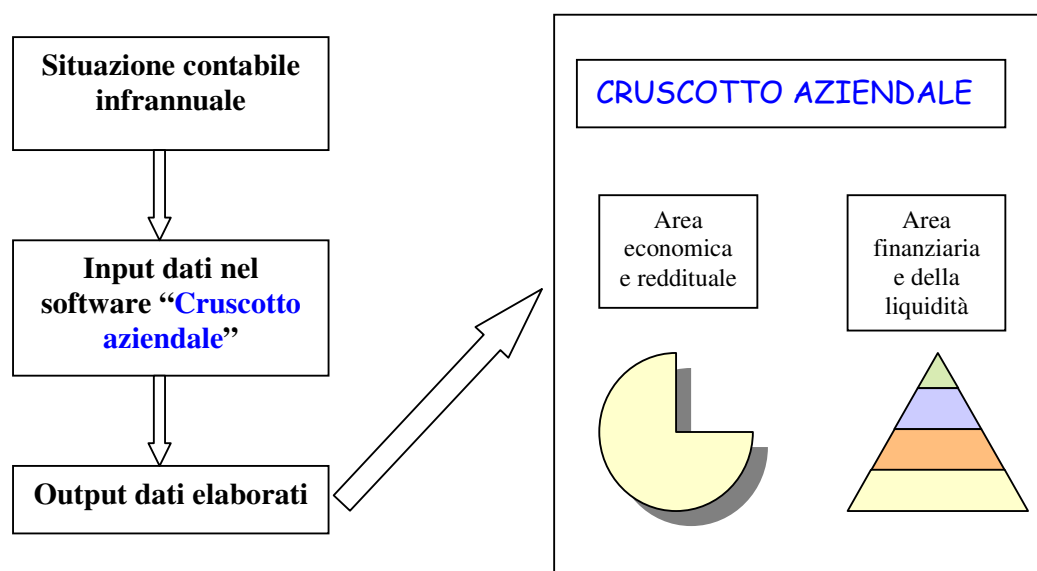 Situazione contabile
infrannuale
Input dati nel
software “Cruscotto
aziendale”
Output dati elaborati
CRUSCOTTO AZIENDALE
Area
economica
e reddituale
Area
finanziaria
e della
liquidità